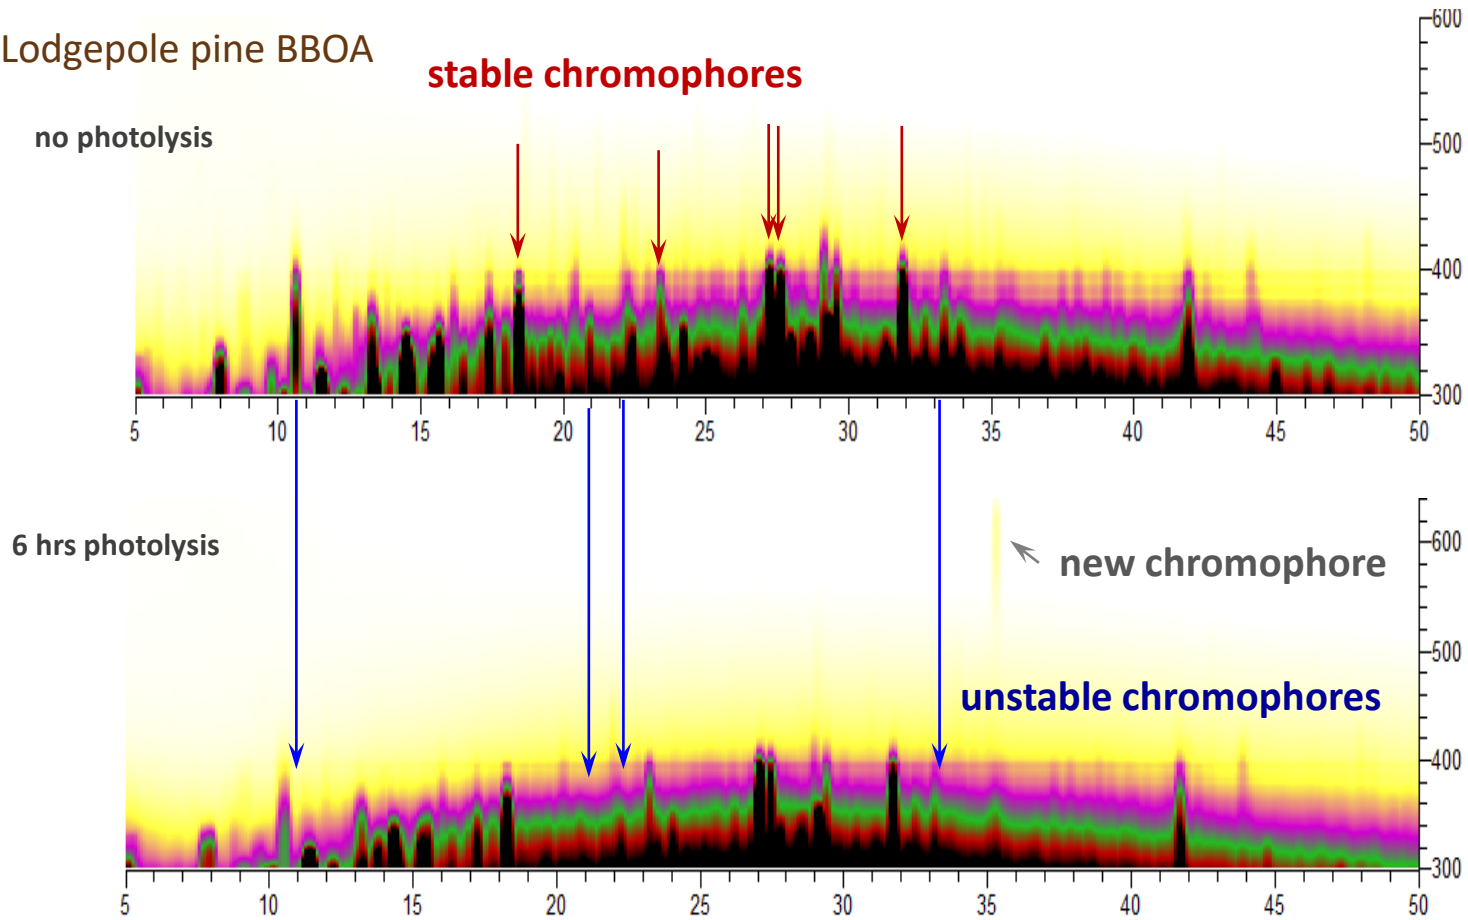 Lodgepole pine BBOA
stable chromophores
no photolysis
600
500
400
300
5 10 15 20 25 30 35 40 45 50
6 hrs photolysis
new chromophore
unstable chromophores
600
500
400
300
5 10 15 20 25 30 35 40 45 50